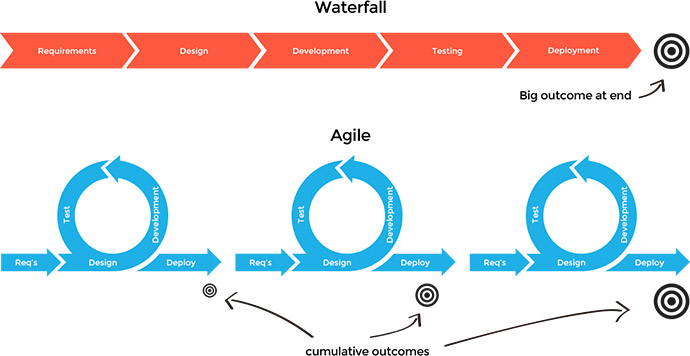 Waterfall
Requirements
Design
Development
Testing
Deployment
Big outcome at end
Agile
Test
Development
Req's
Design
Deploy
Test
Development
Req's
Design
Deploy
Test
Development
Req's
Design
Deploy
cumulative outcomes